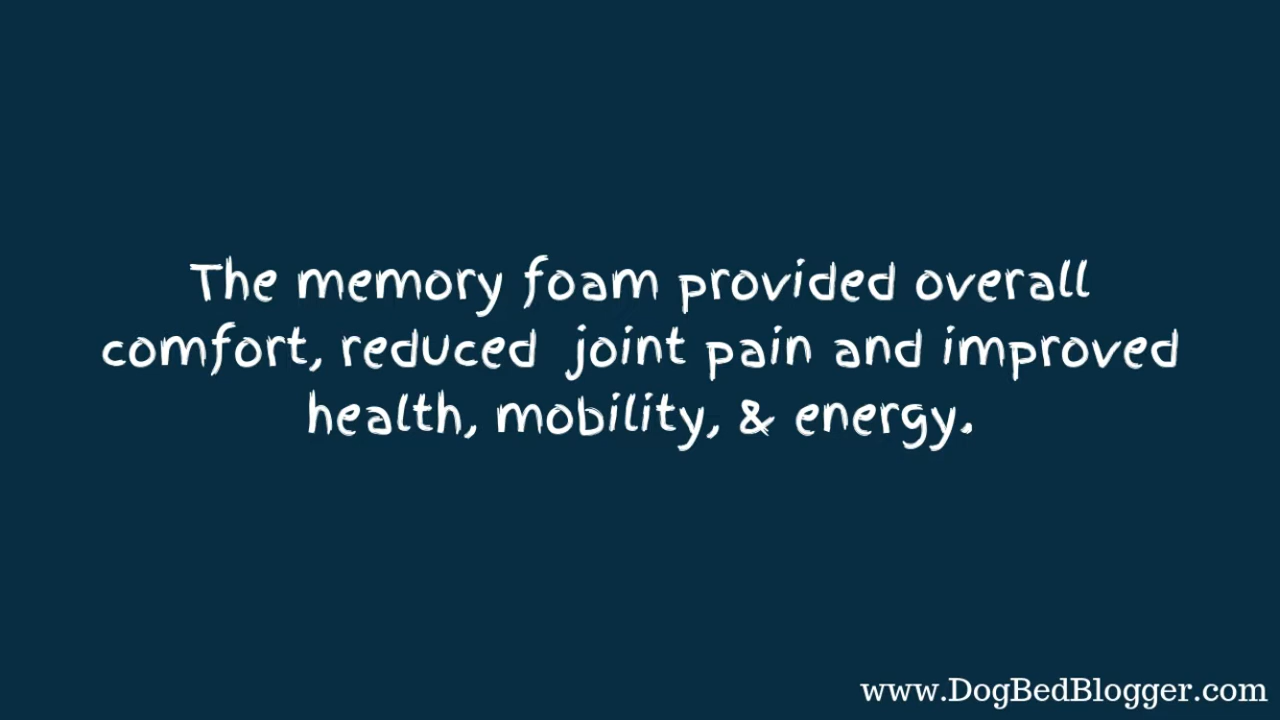 The memory foam provided overall
comfort, reduced  joint pain and improved
health, mobility, & energy.
www.DogBedBlogger.com